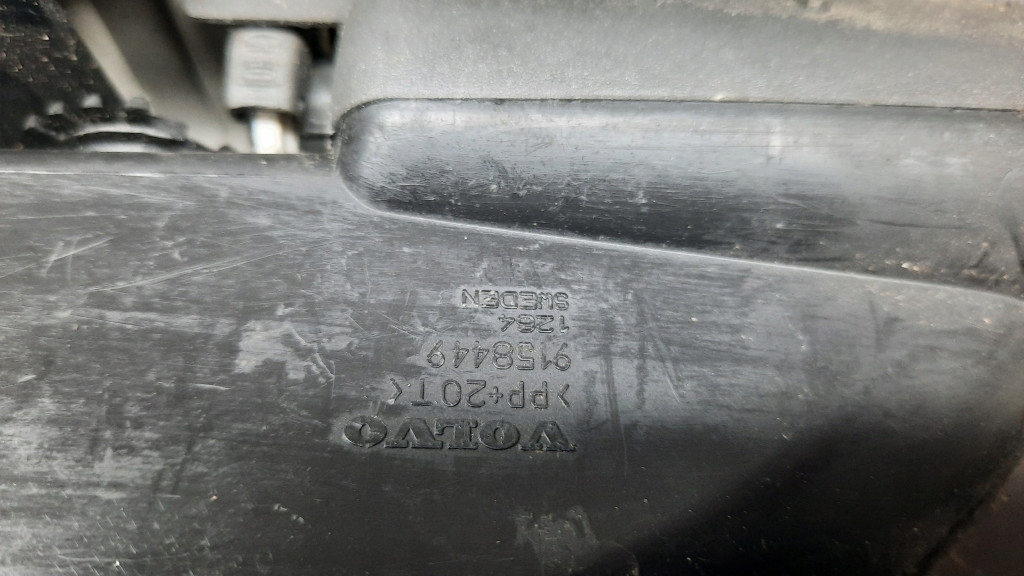 VOLVO
>PP+20T<
9158449
1264
SWEDEN